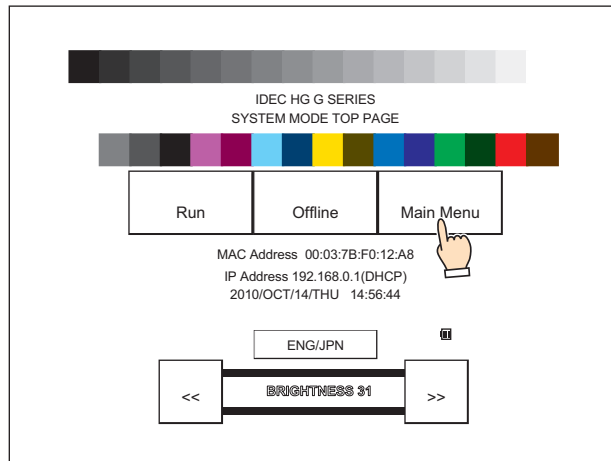 IDEC HG G SERIES
SYSTEM MODE TOP PAGE
Run Offline Main Menu
MAC Address 00:03:7B:F0:12:A8
IP Address 192.168.0.1(DHCP)
2010/OCT/14/THU 14:56:44
ENG/JPN
<< BRIGHTNESS 31 >>